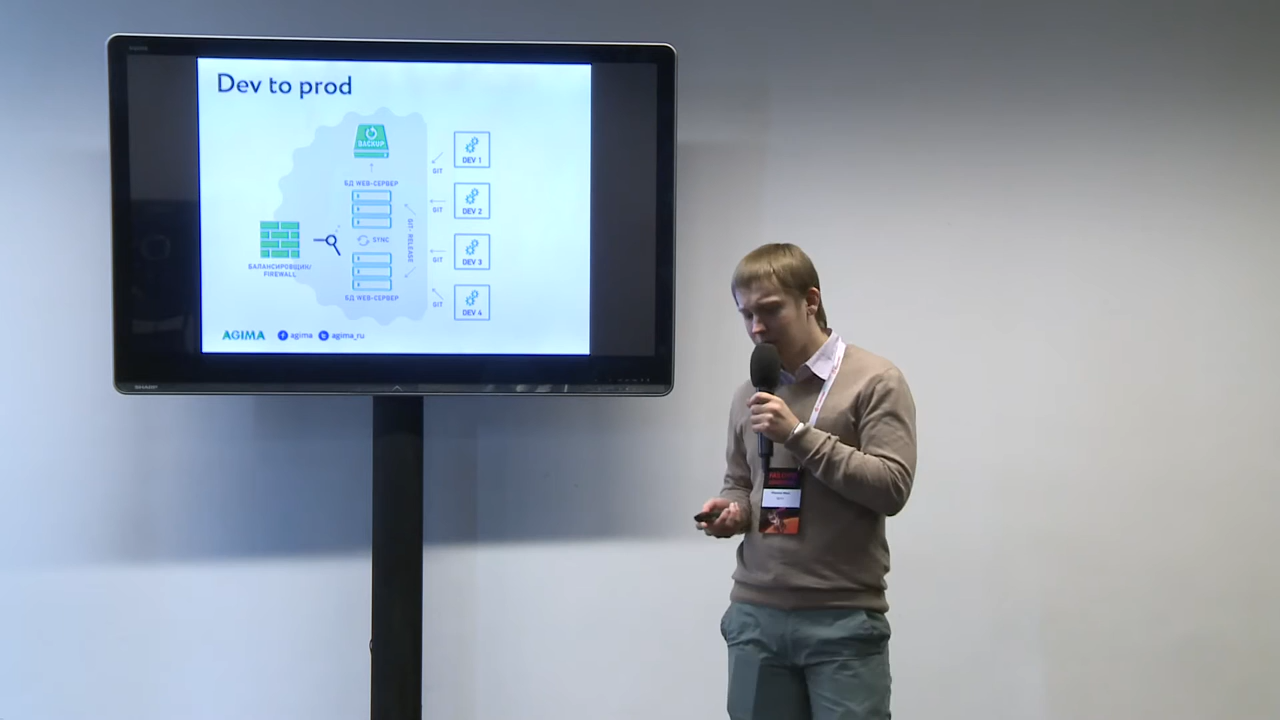 Dev to prod
BACKUP
БД WEB-СЕРВЕР
SYNC
БД WEB-СЕРВЕР
GIT- RELEASE
БАЛАНСИРОВЩИК/
FIREWALL
GIT
DEV 1
GIT
DEV 2
GIT
DEV 3
GIT
DEV 4
AGIMA
agima
agima_ru
SHARP